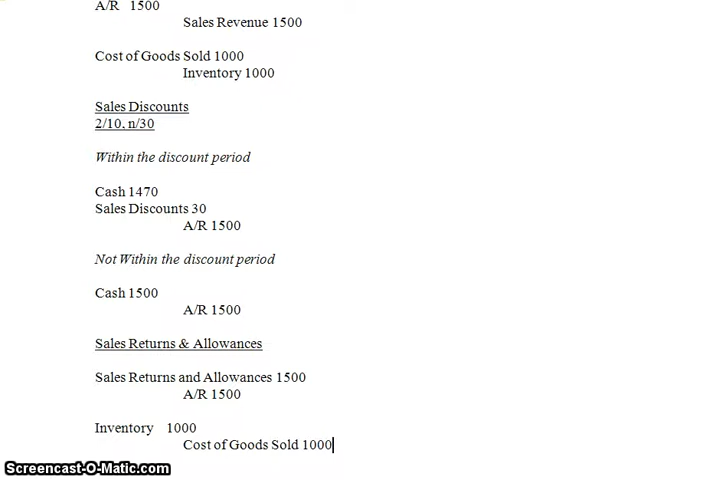 A/R 1500
Sales Revenue 1500
Cost of Goods Sold 1000
Inventory 1000
Sales Discounts
2/10, n/30
Within the discount period
Cash 1470
Sales Discounts 30
A/R 1500
Not Within the discount period
Cash 1500
A/R 1500
Sales Returns & Allowances
Sales Returns and Allowances 1500
A/R 1500
Inventory 1000
Cost of Goods Sold 1000
Screencast-O-Matic.com